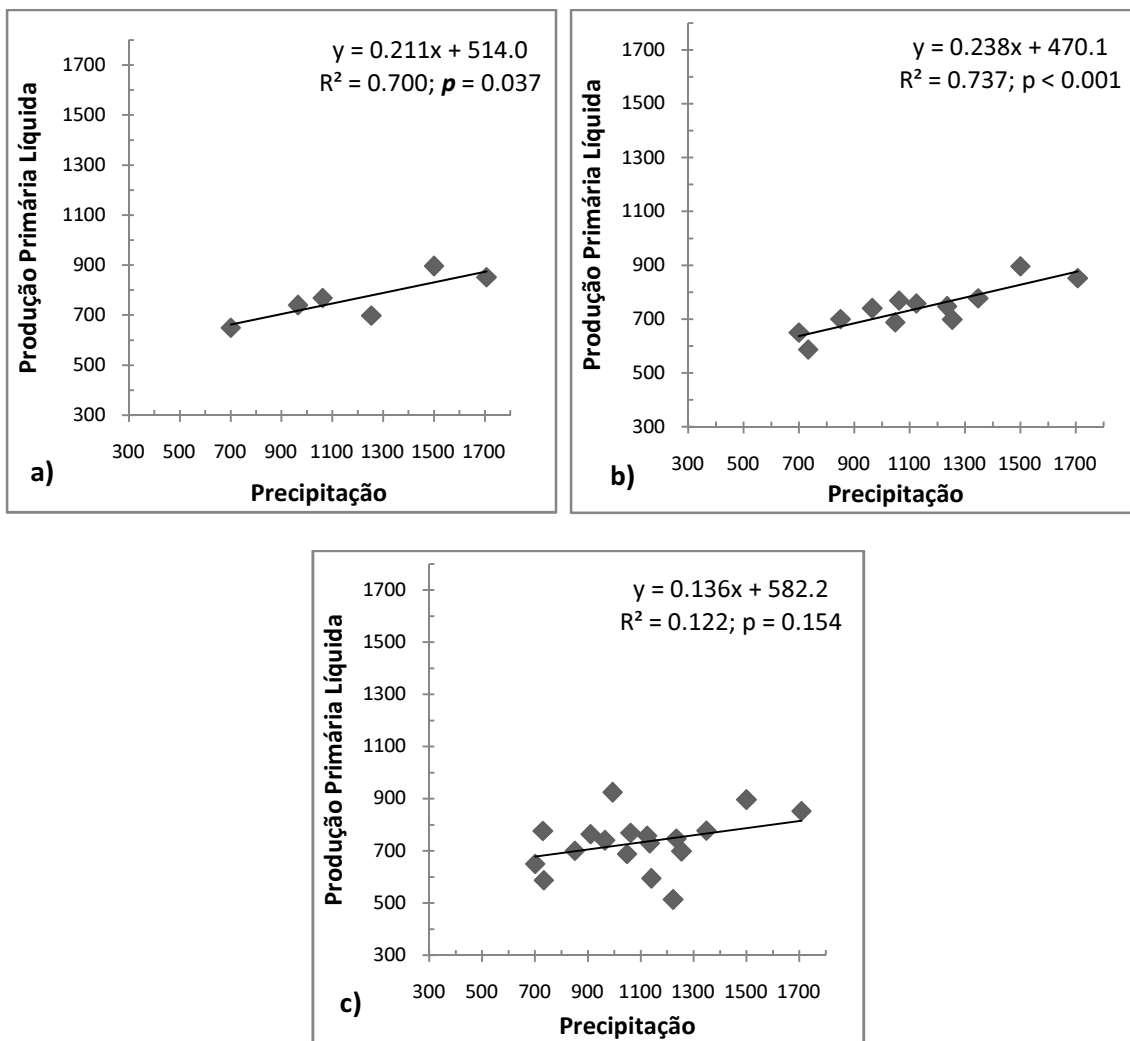 y = 0.211x + 514.0
R² = 0.700; p = 0.037
Produção Primária Líquida
1700
1500
1300
1100
900
700
500
300
300 500 700 900 1100 1300 1500 1700
a)
Precipitação
y = 0.238x + 470.1
R² = 0.737; p < 0.001
Produção Primária Líquida
1700
1500
1300
1100
900
700
500
300
300 500 700 900 1100 1300 1500 1700
b)
Precipitação
y = 0.136x + 582.2
R² = 0.122; p = 0.154
Produção Primária Líquida
1700
1500
1300
1100
900
700
500
300
300 500 700 900 1100 1300 1500 1700
c)
Precipitação